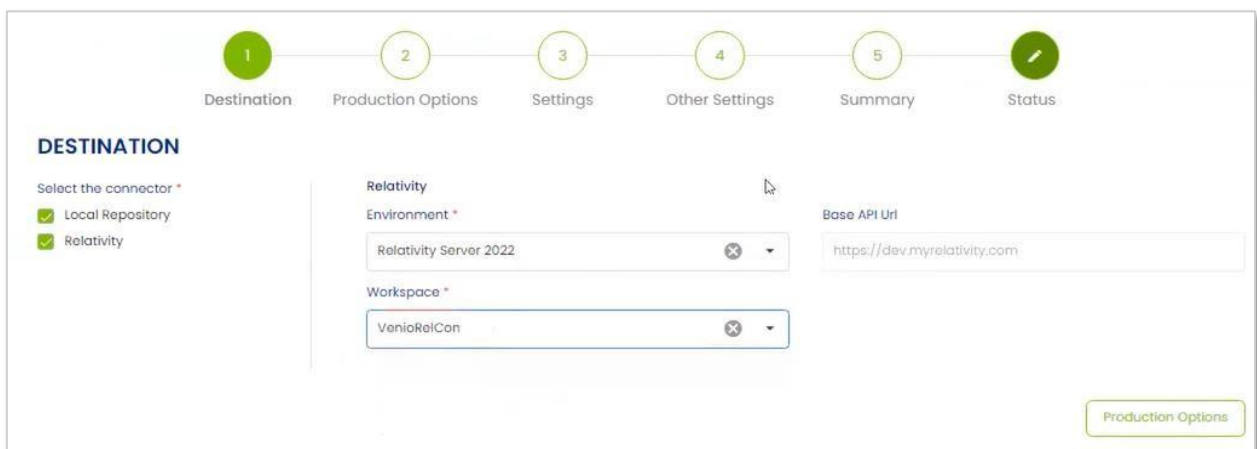 1 2 3 4 5
Destination Production Options Settings Other Settings Summary Status
DESTINATION
Select the connector *
Local Repository
Relativity
Relativity
Environment *
Relativity Server 2022
Base API Url
https://dev.myrelativity.com
Workspace *
VenioRelCon
Production Options